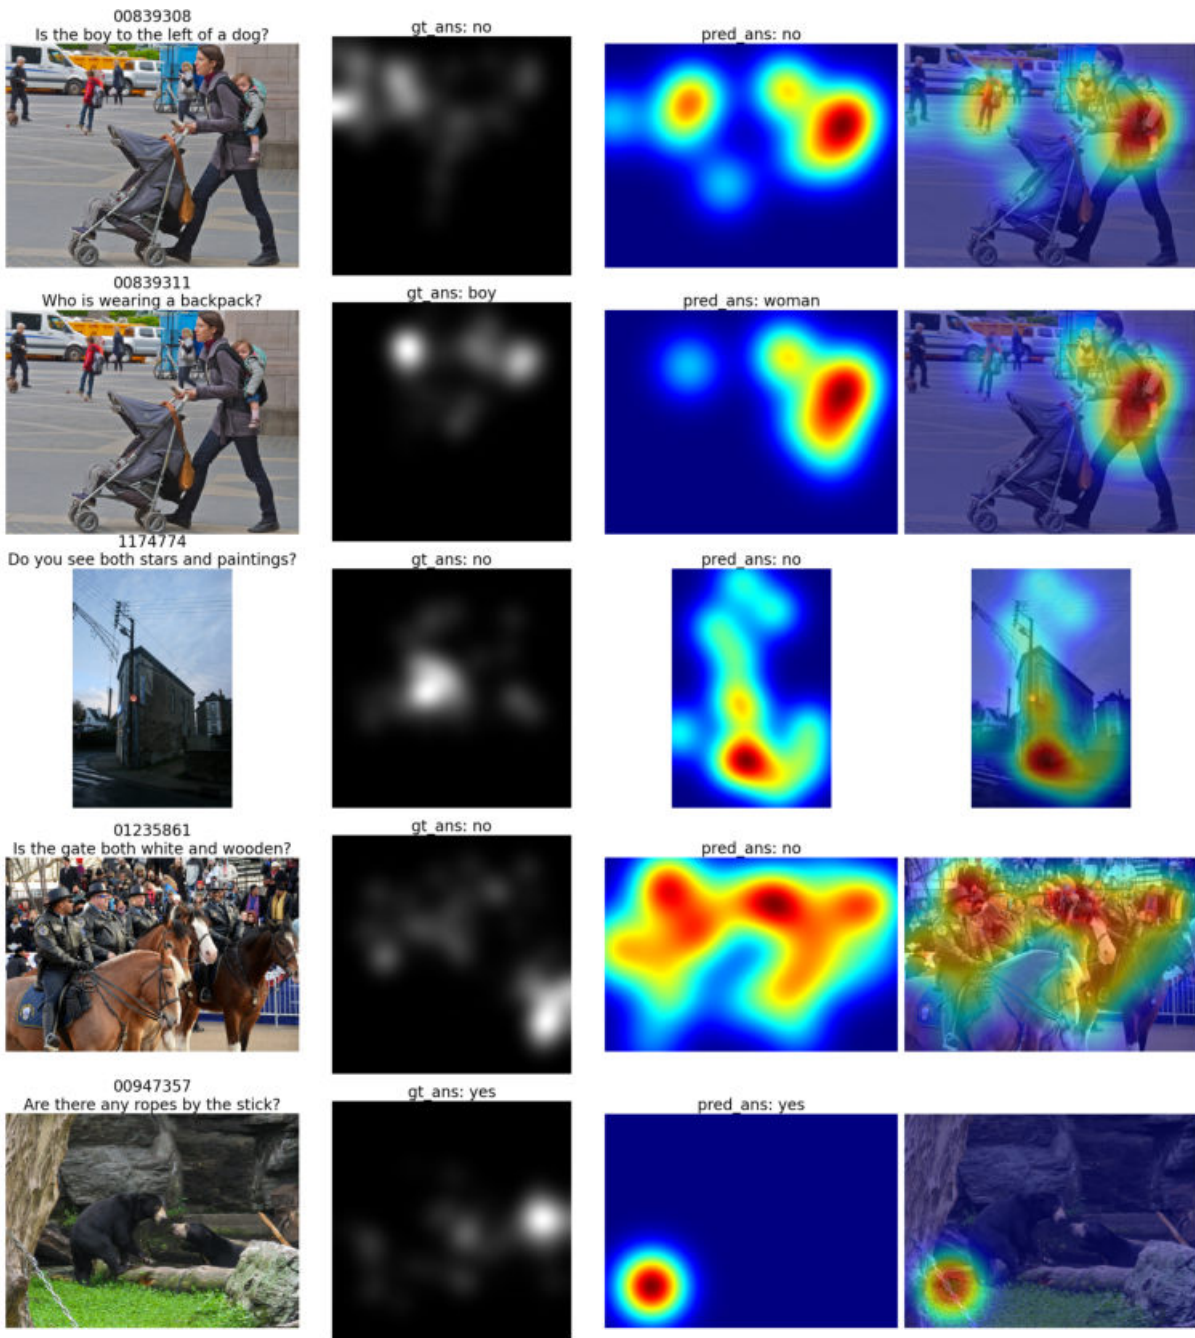 00839308
Is the boy to the left of a dog?
gt_ans: no
pred_ans: no
00839311
Who is wearing a backpack?
gt_ans: boy
pred_ans: woman
1174774
Do you see both stars and paintings?
gt_ans: no
pred_ans: no
01235861
Is the gate both white and wooden?
gt_ans: no
pred_ans: no
00947357
Are there any ropes by the stick?
gt_ans: yes
pred_ans: yes